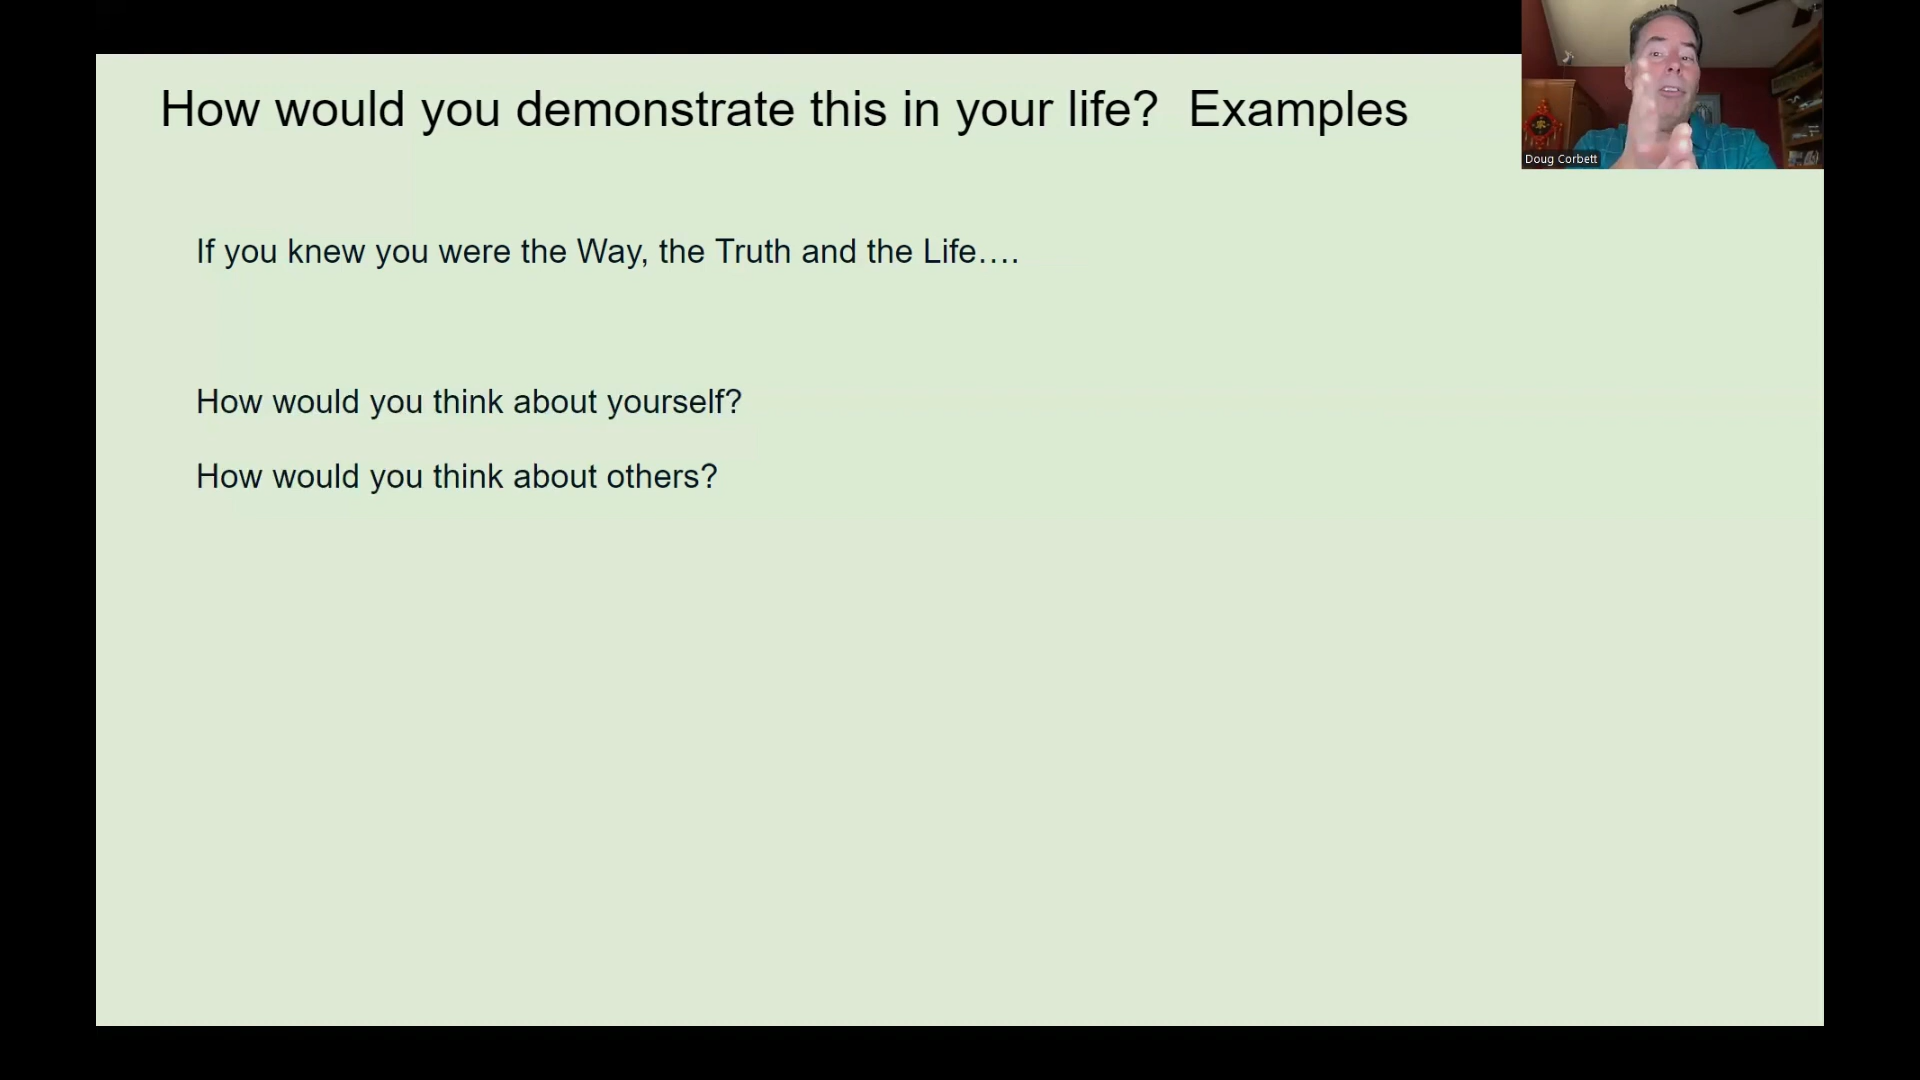 How would you demonstrate this in your life?  Examples
Doug Corbett
If you knew you were the Way, the Truth and the Life….
How would you think about yourself?
How would you think about others?